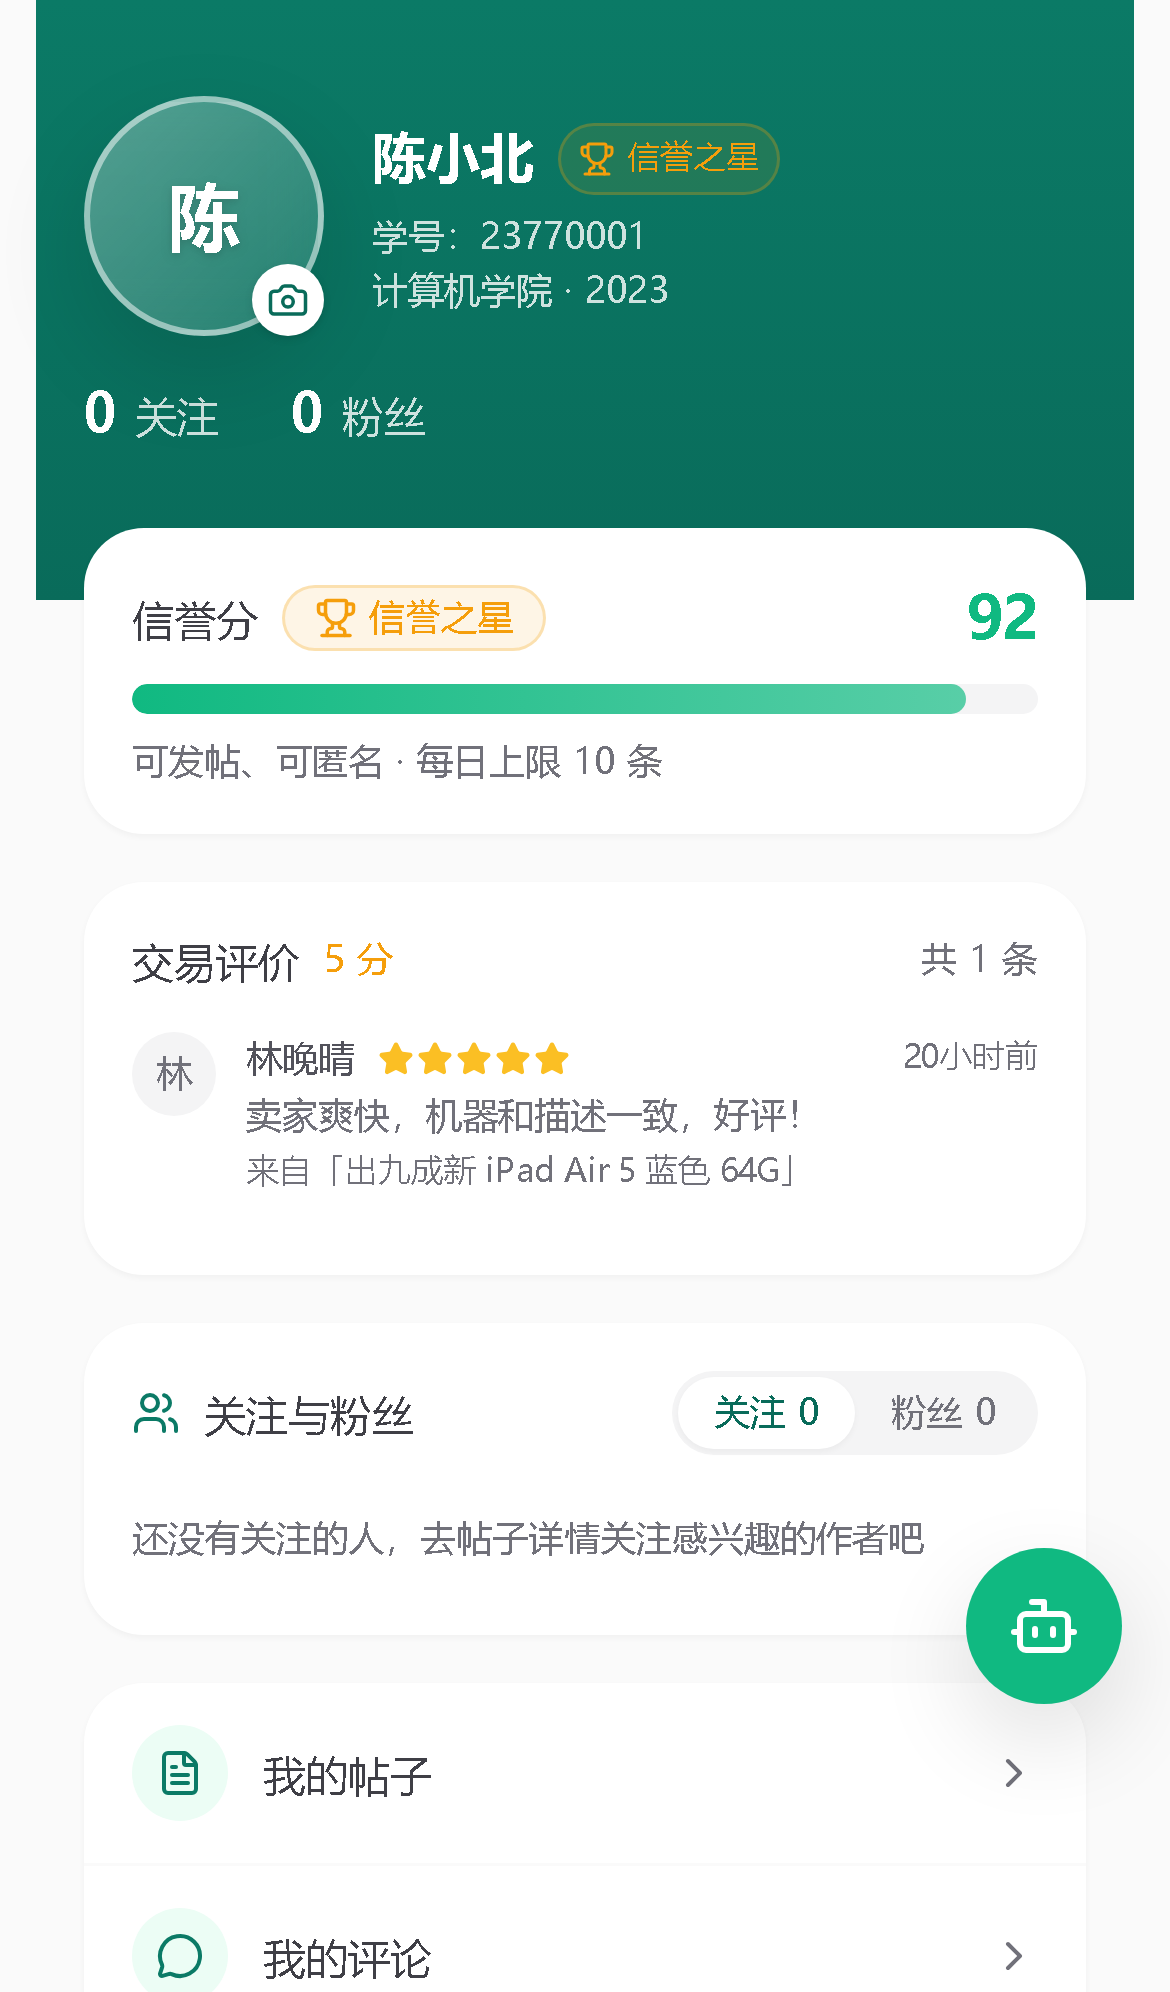 陈
陈小北 信誉之星
学号：23770001
计算机学院 · 2023
0 关注 0 粉丝
信誉分 信誉之星 92
可发帖、可匿名 · 每日上限 10 条
交易评价 5 分 共 1 条
林 林晚晴 20小时前
卖家爽快，机器和描述一致，好评！
来自「出九成新 iPad Air 5 蓝色 64G」
关注与粉丝 关注 0 粉丝 0
还没有关注的人，去帖子详情关注感兴趣的作者吧
我的帖子
我的评论